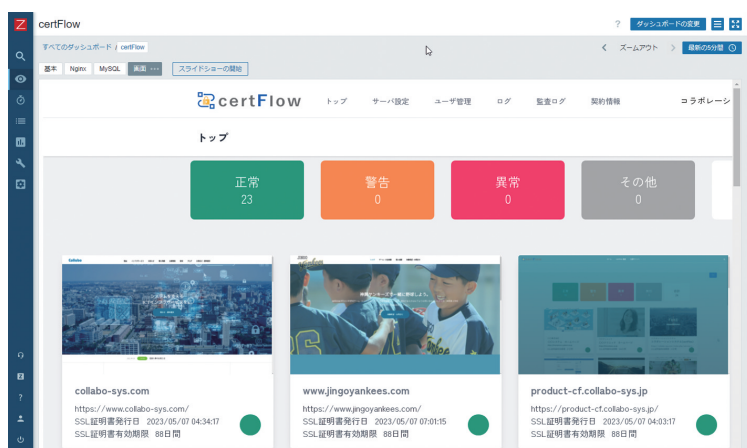 Z
certFlow
?
ダッシュボードの変更
すべてのダッシュボード / certFlow
ズームアウト
最新の5分間
基本
Nginx
MySQL
画面 ...
スライドショーの開始
certFlow
トップ
サーバ設定
ユーザ管理
ログ
監査ログ
契約情報
コラボレーシ
トップ
正常
23
警告
0
異常
0
その他
0
collabo-sys.com
https://www.collabo-sys.com/
SSL証明書発行日 2023/05/07 04:34:17
SSL証明書有効期限 88日間
www.jingoyankees.com
https://www.jingoyankees.com/
SSL証明書発行日 2023/05/07 07:01:15
SSL証明書有効期限 88日間
product-cf.collabo-sys.jp
https://product-cf.collabo-sys.jp/
SSL証明書発行日 2023/05/07 04:03:17
SSL証明書有効期限 88日間